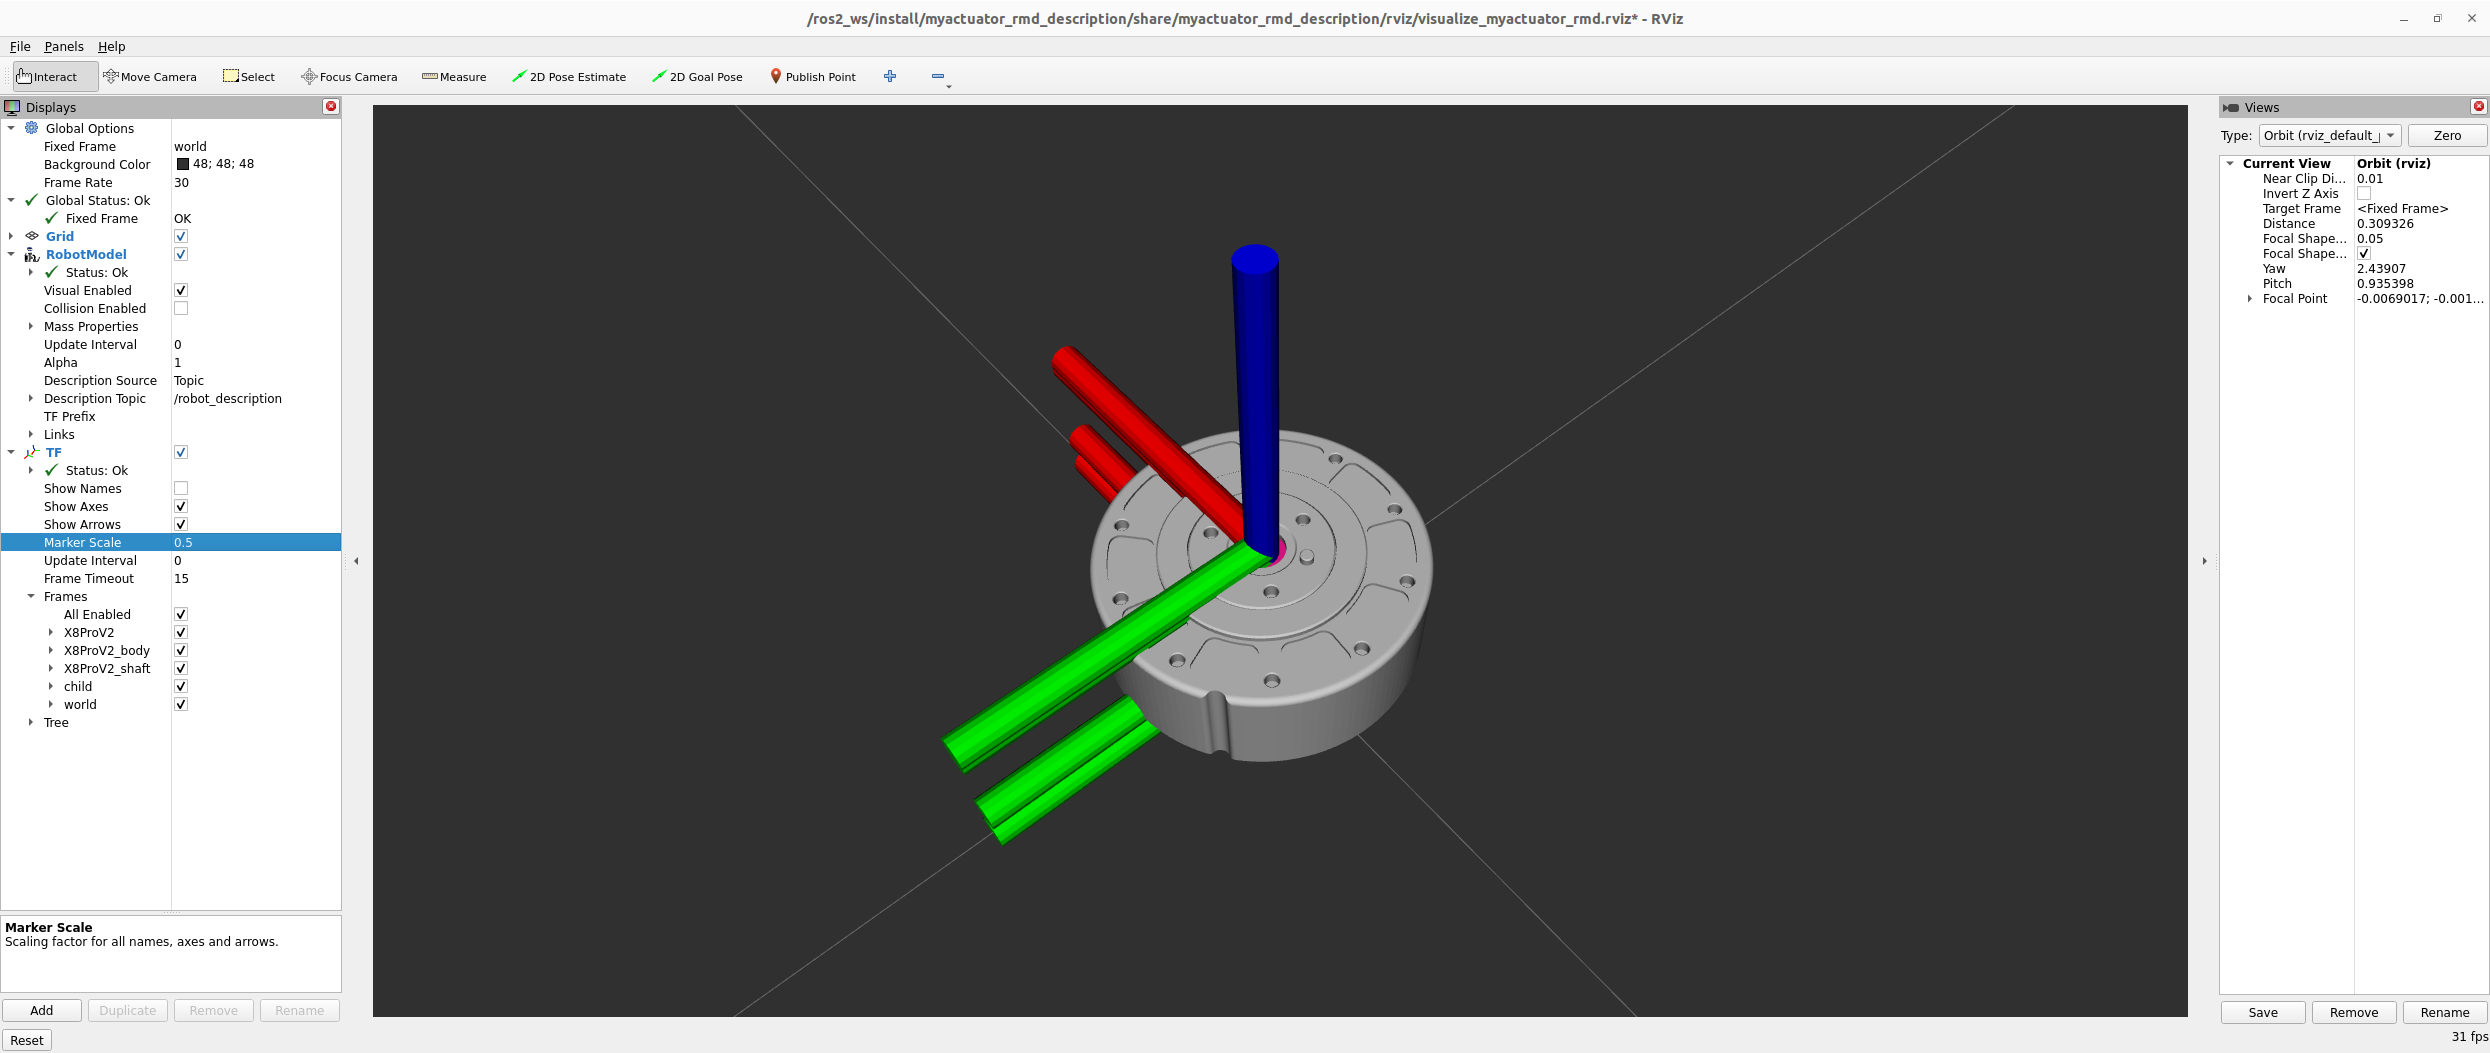 /ros2_ws/install/myactuator_rmd_description/share/myactuator_rmd_description/rviz/visualize_myactuator_rmd.rviz* - RViz
File Panels Help
Interact Move Camera Select Focus Camera Measure 2D Pose Estimate 2D Goal Pose Publish Point
Displays
Global Options
Fixed Frame world
Background Color 48; 48; 48
Frame Rate 30
Global Status: Ok
Fixed Frame OK
Grid
RobotModel
Status: Ok
Visual Enabled
Collision Enabled
Mass Properties
Update Interval 0
Alpha 1
Description Source Topic
Description Topic /robot_description
TF Prefix
Links
TF
Status: Ok
Show Names
Show Axes
Show Arrows
Marker Scale 0.5
Update Interval 0
Frame Timeout 15
Frames
All Enabled
X8ProV2
X8ProV2_body
X8ProV2_shaft
child
world
Tree
Marker Scale
Scaling factor for all names, axes and arrows.
Add Duplicate Remove Rename
Reset
Views
Type: Orbit (rviz_default_ Zero
Current View Orbit (rviz)
Near Clip Di... 0.01
Invert Z Axis
Target Frame <Fixed Frame>
Distance 0.309326
Focal Shape... 0.05
Focal Shape...
Yaw 2.43907
Pitch 0.935398
Focal Point -0.0069017; -0.001...
Save Remove Rename
31 fps